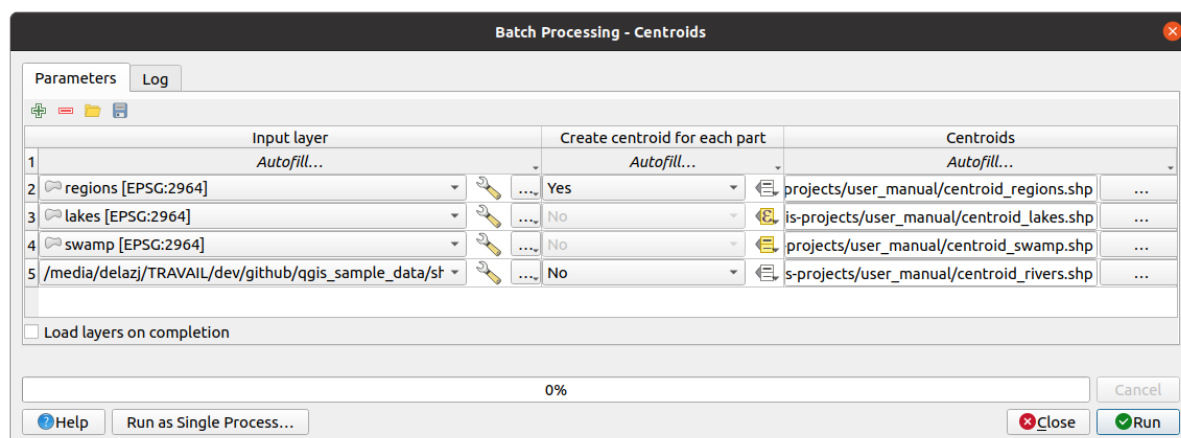 Batch Processing - Centroids
Parameters Log
Input layer Create centroid for each part Centroids
1 Autofill... Autofill... Autofill...
2 regions [EPSG:2964] ... Yes projects/user_manual/centroid_regions.shp ...
3 lakes [EPSG:2964] ... No ε is-projects/user_manual/centroid_lakes.shp ...
4 swamp [EPSG:2964] ... No -projects/user_manual/centroid_swamp.shp ...
5 /media/delazj/TRAVAIL/dev/github/qgis_sample_data/sh ... No s-projects/user_manual/centroid_rivers.shp ...
Load layers on completion
0% Cancel
Help Run as Single Process... Close Run